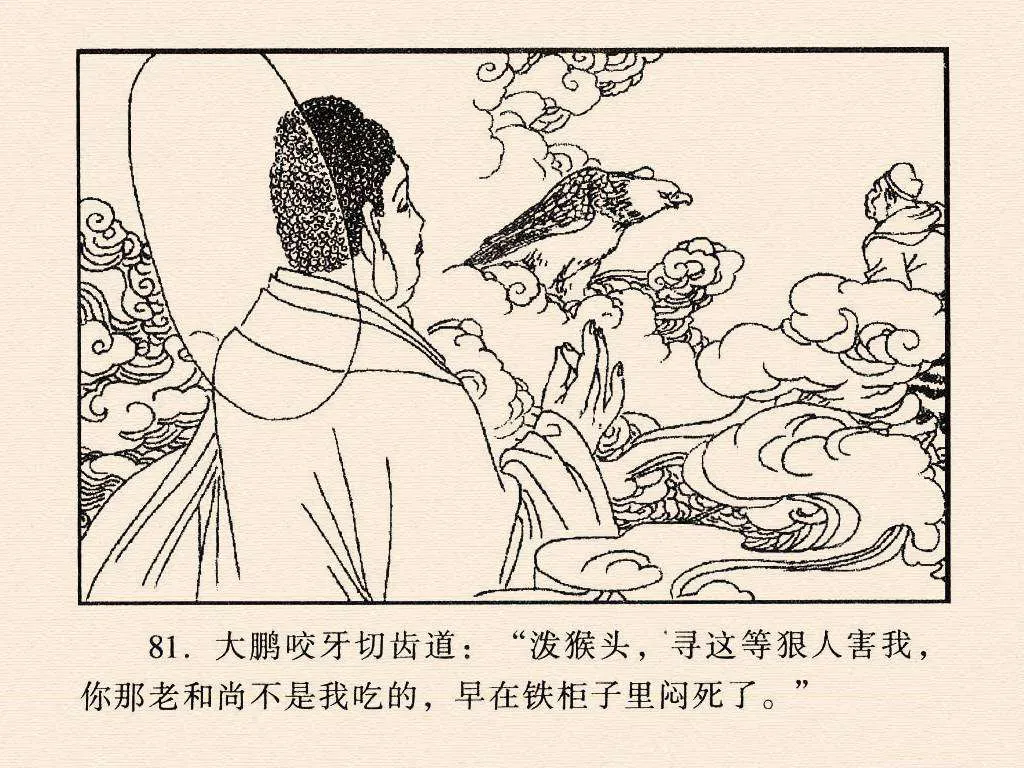 81. 大鹏咬牙切齿道：“泼猴头，寻这等狠人害我，
你那老和尚不是我吃的，早在铁柜子里闷死了。”